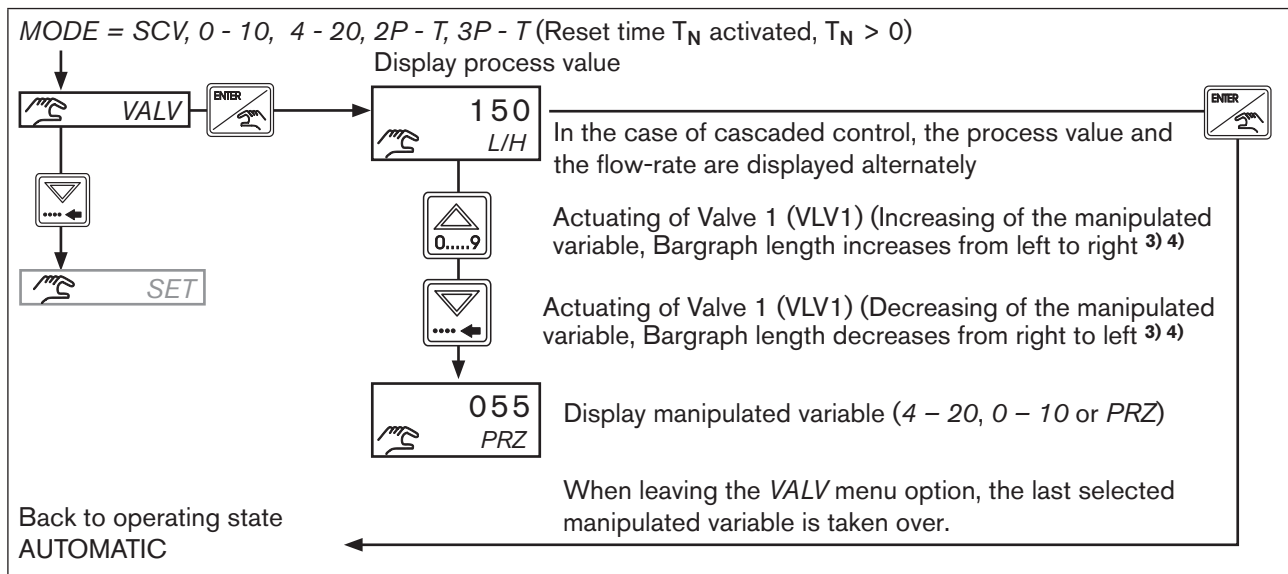 MODE = SCV, 0 - 10, 4 - 20, 2P - T, 3P - T (Reset time TN activated, TN > 0)
Display process value
VALV
ENTER
150
L/H
ENTER
In the case of cascaded control, the process value and
the flow-rate are displayed alternately
0.....9
Actuating of Valve 1 (VLV1) (Increasing of the manipulated
variable, Bargraph length increases from left to right 3) 4)
....
SET
....
Actuating of Valve 1 (VLV1) (Decreasing of the manipulated
variable, Bargraph length decreases from right to left 3) 4)
055
PRZ
Display manipulated variable (4 – 20, 0 – 10 or PRZ)
When leaving the VALV menu option, the last selected
manipulated variable is taken over.
Back to operating state
AUTOMATIC